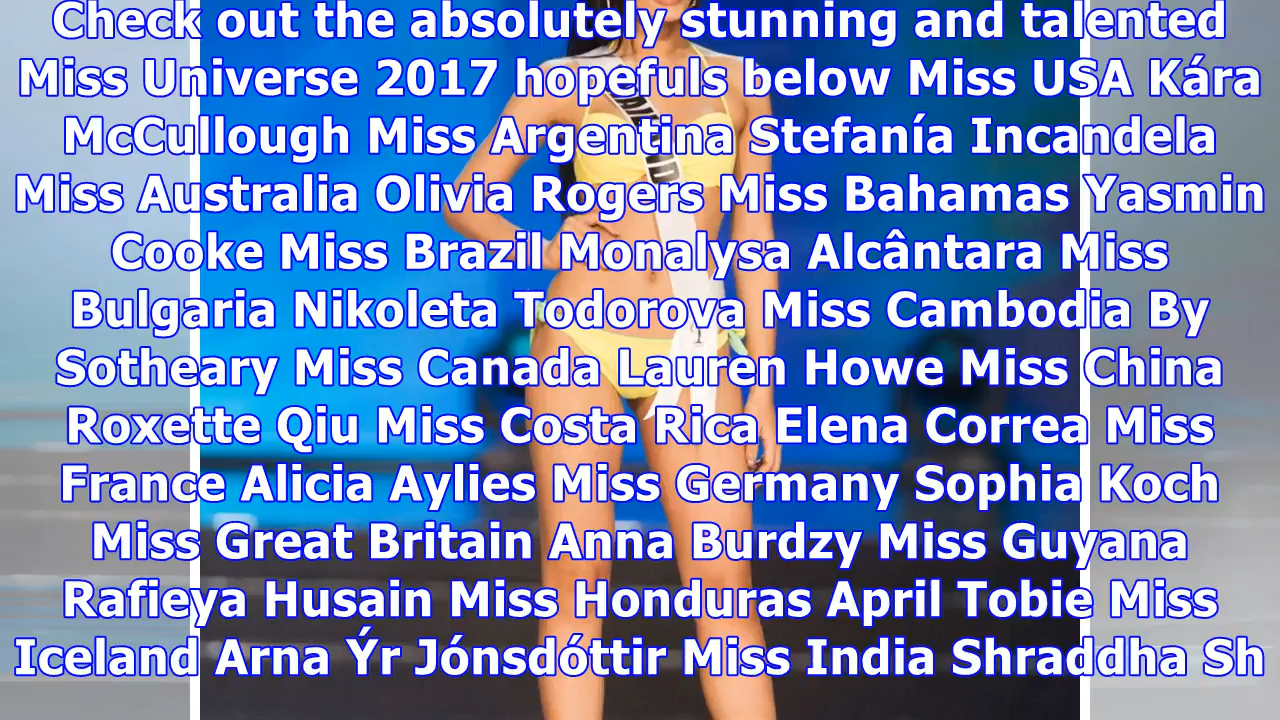 Check out the absolutely stunning and talented
Miss Universe 2017 hopefuls below Miss USA Kára
McCullough Miss Argentina Stefanía Incandela
Miss Australia Olivia Rogers Miss Bahamas Yasmin
Cooke Miss Brazil Monalysa Alcântara Miss
Bulgaria Nikoleta Todorova Miss Cambodia By
Sotheary Miss Canada Lauren Howe Miss China
Roxette Qiu Miss Costa Rica Elena Correa Miss
France Alicia Aylies Miss Germany Sophia Koch
Miss Great Britain Anna Burdzy Miss Guyana
Rafieya Husain Miss Honduras April Tobie Miss
Iceland Arna Ýr Jónsdóttir Miss India Shraddha Sh